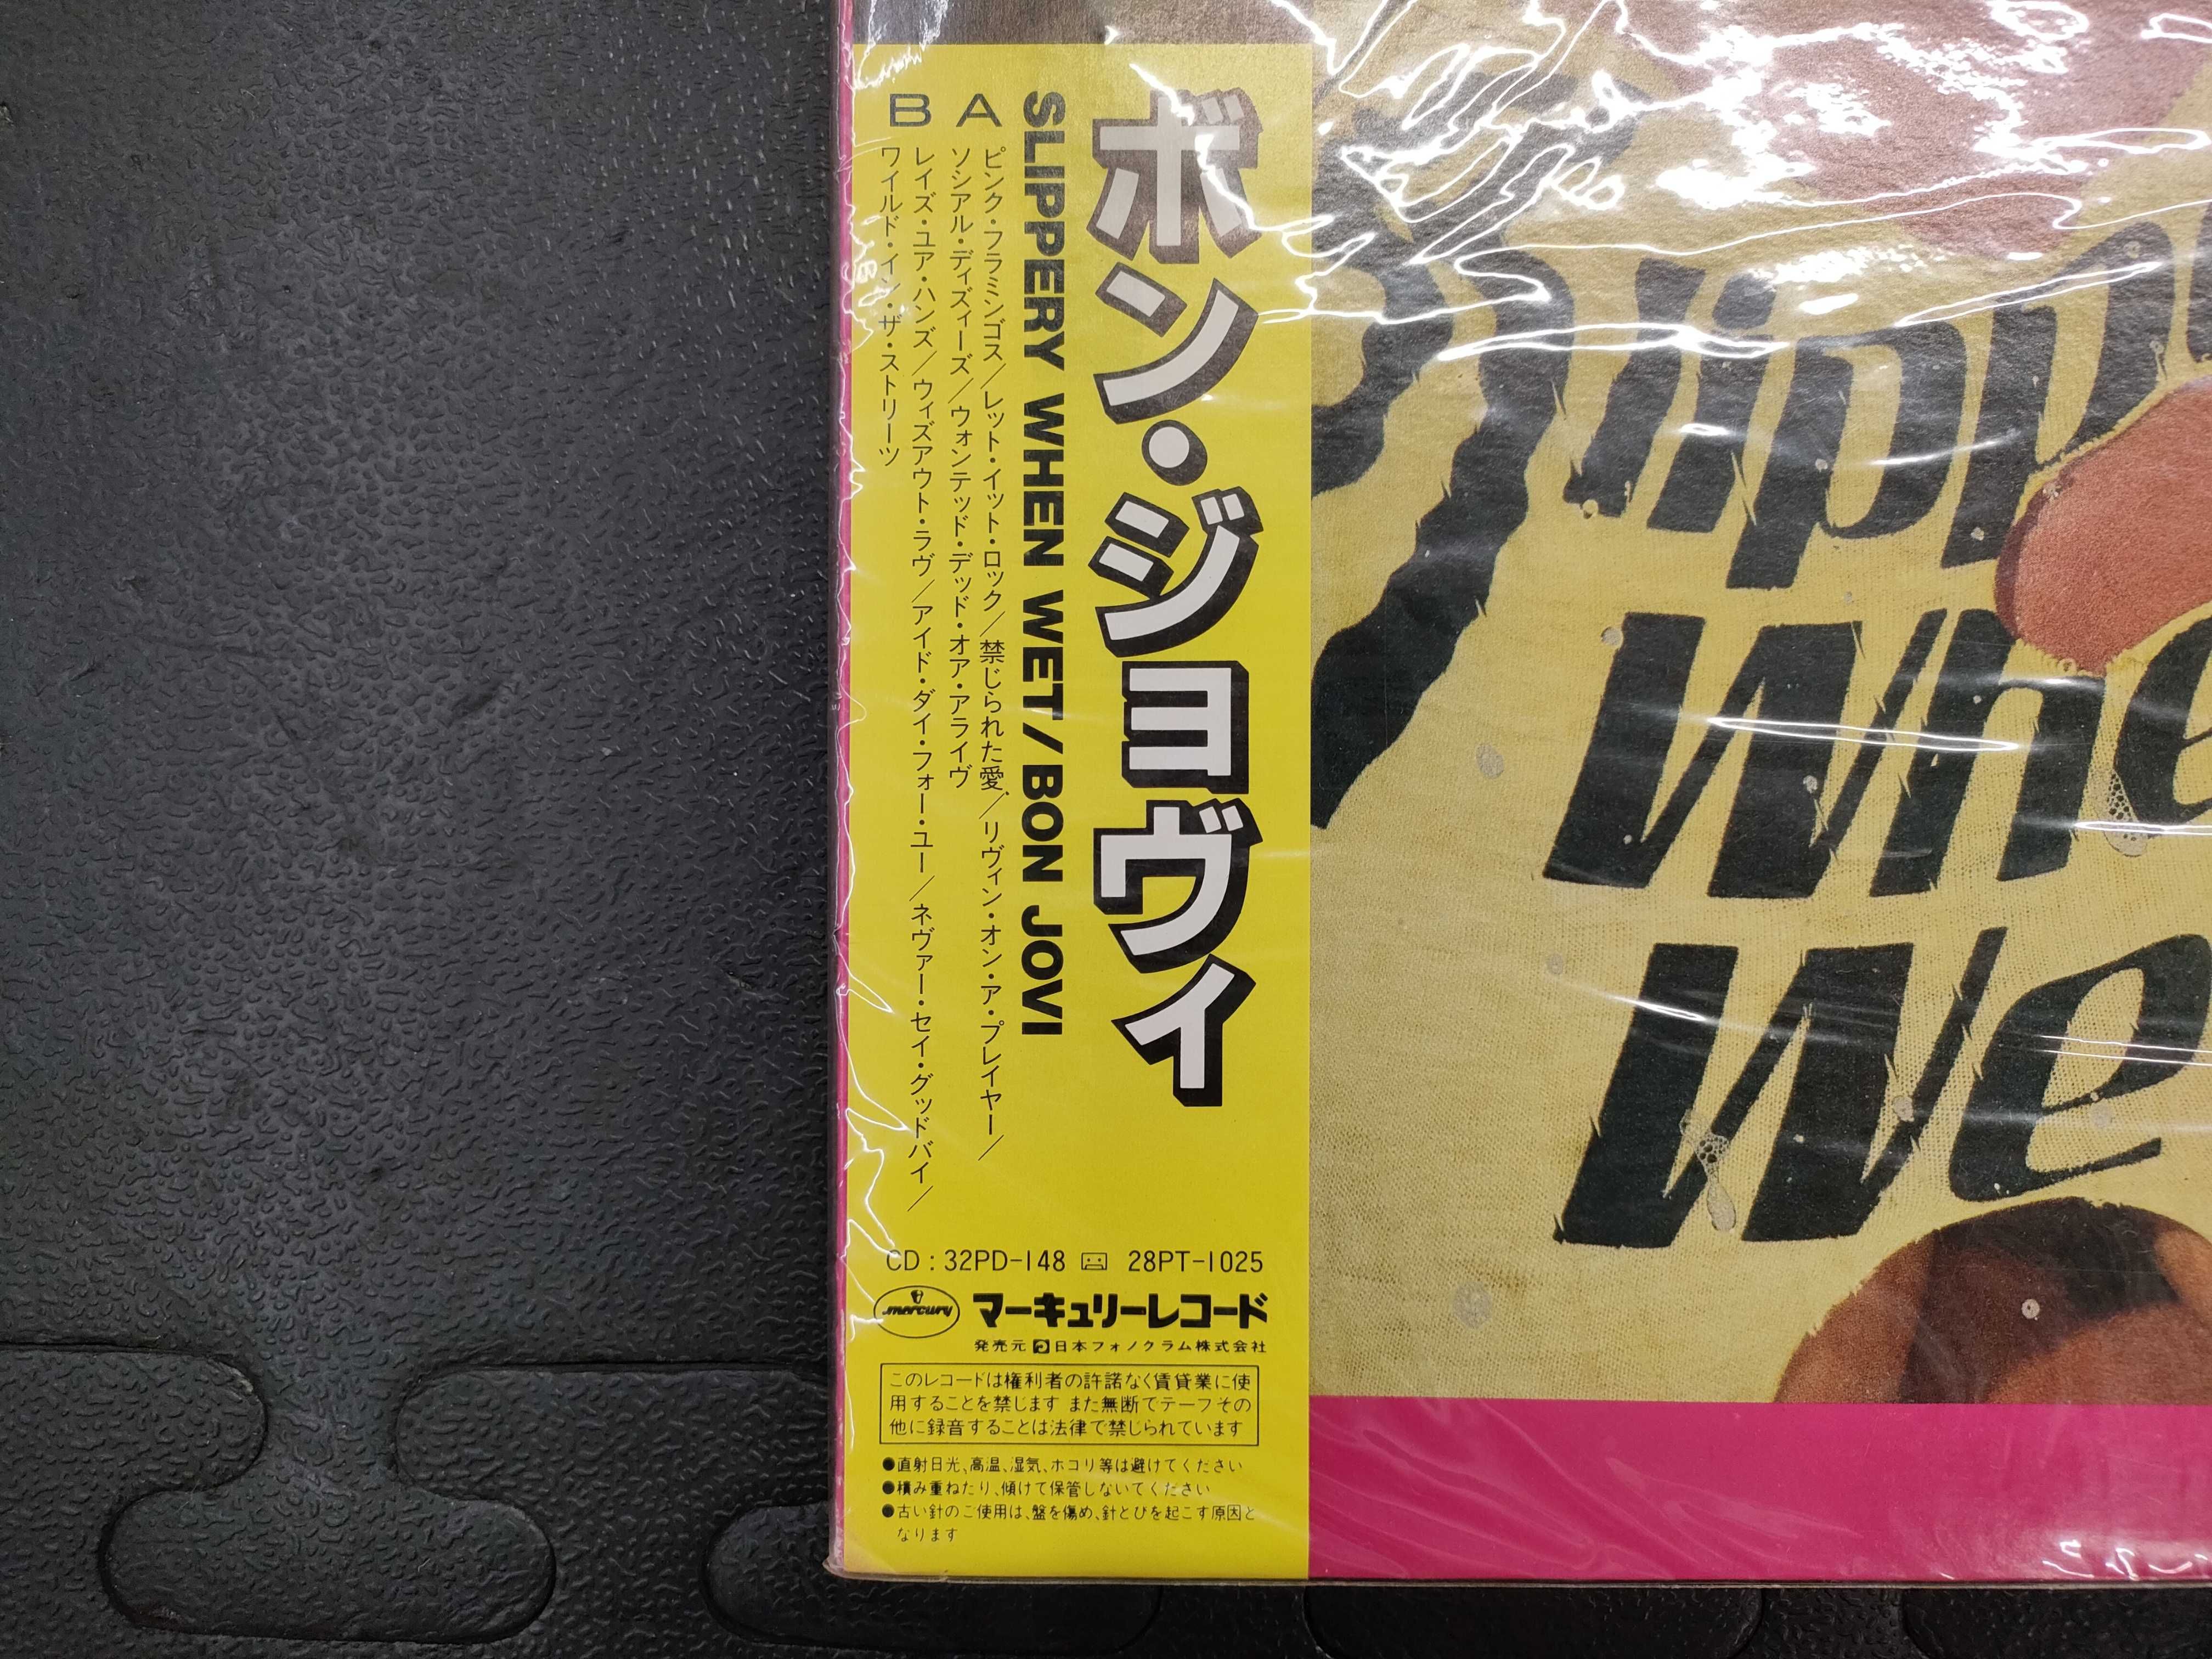 ボン・ジョヴィ
SLIPPERY WHEN WET/BON JOVI
A
ピンク・フラミンゴス/レット・イット・ロック/禁じられた愛/リヴィン・オン・ア・プレイヤー/
ソシアル・ディズィーズ/ウォンテッド・デッド・オア・アライヴ
B
レイズ・ユア・ハンズ/ウィズアウト・ラヴ/アイド・ダイ・フォー・ユー/ネヴァー・セイ・グッドバイ/
ワイルド・イン・ザ・ストリーツ
CD:32PD-148 28PT-1025
mercury マーキュリーレコード
発売元 日本フォノグラム株式会社
このレコードは権利者の許諾なく賃貸業に使
用することを禁じます また無断でテープその
他に録音することは法律で禁じられています
●直射日光、高温、湿気、ホコリ等は避けてください
●積み重ねたり、傾けて保管しないてください
●古い針のご使用は、盤を傷め、針とびを起こす原因と
なります
Slippe
Whe
We